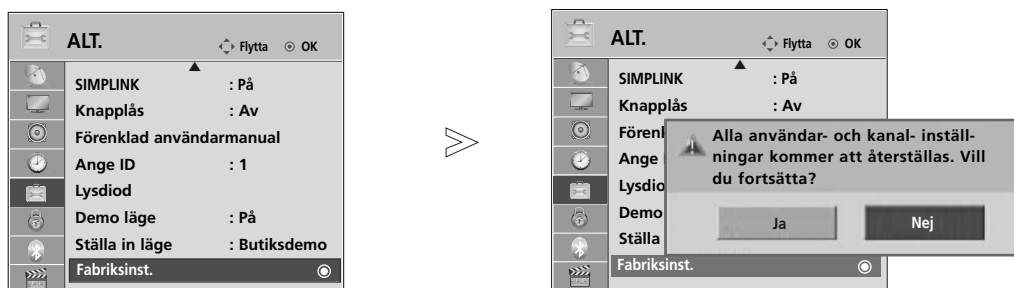 ALT.
Flytta OK
SIMPLINK : På
Knapplås : Av
Förenklad användarmanual
Ange ID : 1
Lysdiod
Demo läge : På
Ställa in läge : Butiksdemo
Fabriksinst.
ALT.
Flytta OK
SIMPLINK : På
Knapplås : Av
Förenk
Ange
Lysdio
Demo
Ställa
Fabriksinst.
Alla användar- och kanal- inställ-
ningar kommer att återställas. Vill
du fortsätta?
Ja Nej